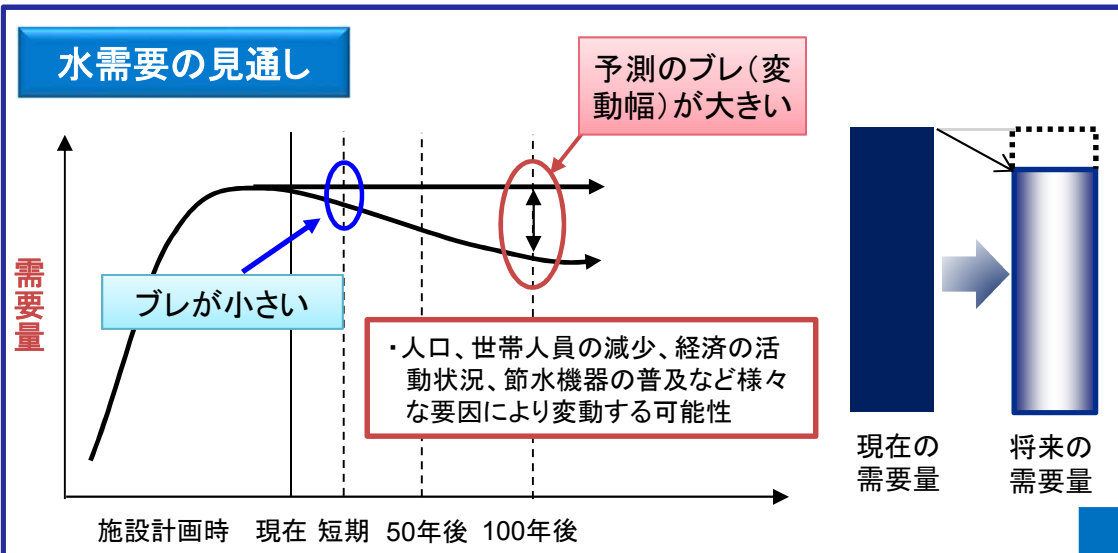 水需要の見通し
予測のブレ（変
動幅）が大きい
需要量
ブレが小さい
・人口、世帯人員の減少、経済の活
動状況、節水機器の普及など様々
な要因により変動する可能性
施設計画時
現在
短期
50年後
100年後
現在の
需要量
将来の
需要量